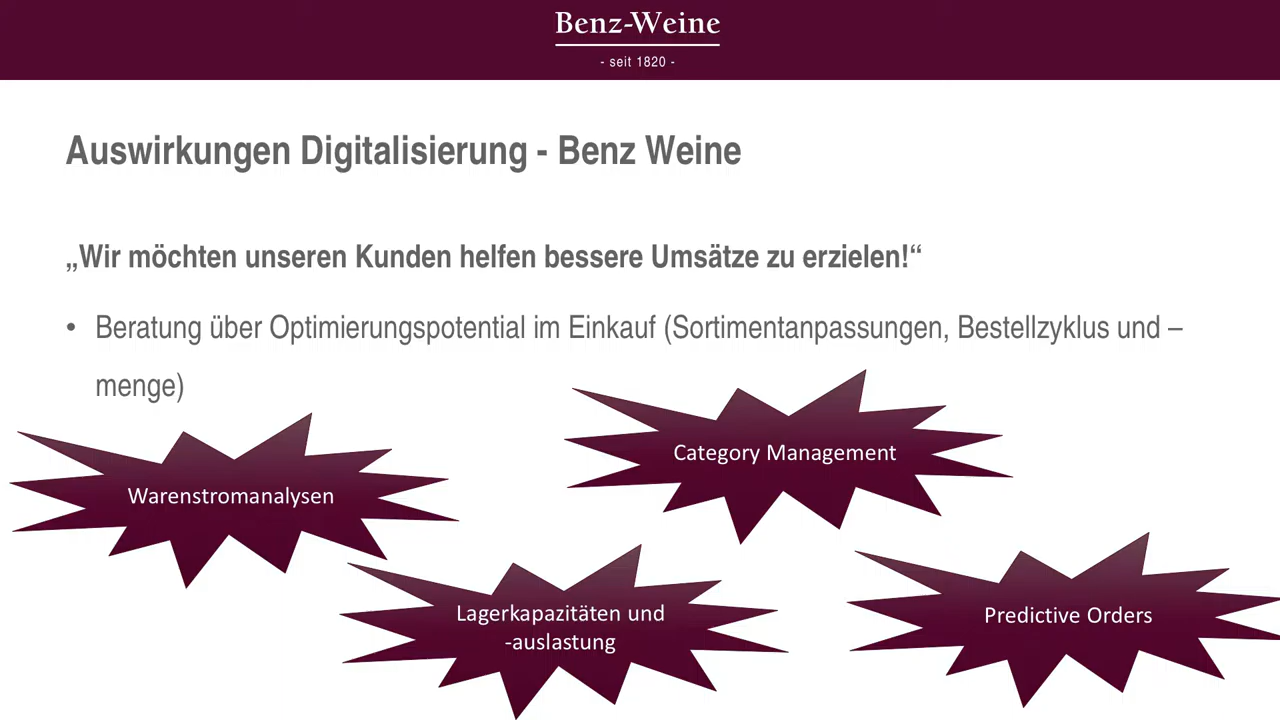 Benz-Weine
- seit 1820 -
Auswirkungen Digitalisierung - Benz Weine
„Wir möchten unseren Kunden helfen bessere Umsätze zu erzielen!“
• Beratung über Optimierungspotential im Einkauf (Sortimentanpassungen, Bestellzyklus und –
menge)
Category Management
Warenstromanalysen
Lagerkapazitäten und
-auslastung
Predictive Orders